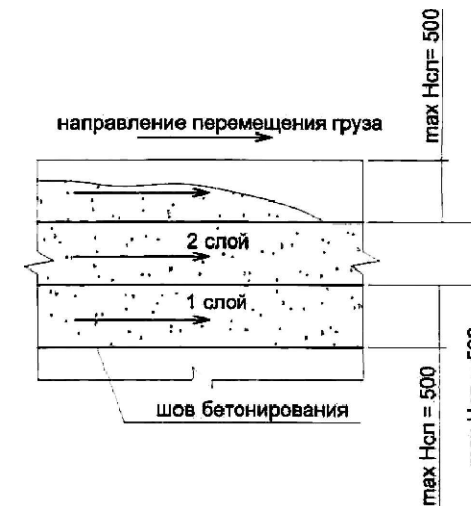 max Нсл= 500
направление перемещения груза
2 слой
1 слой
шов бетонирования
max Нсл = 500